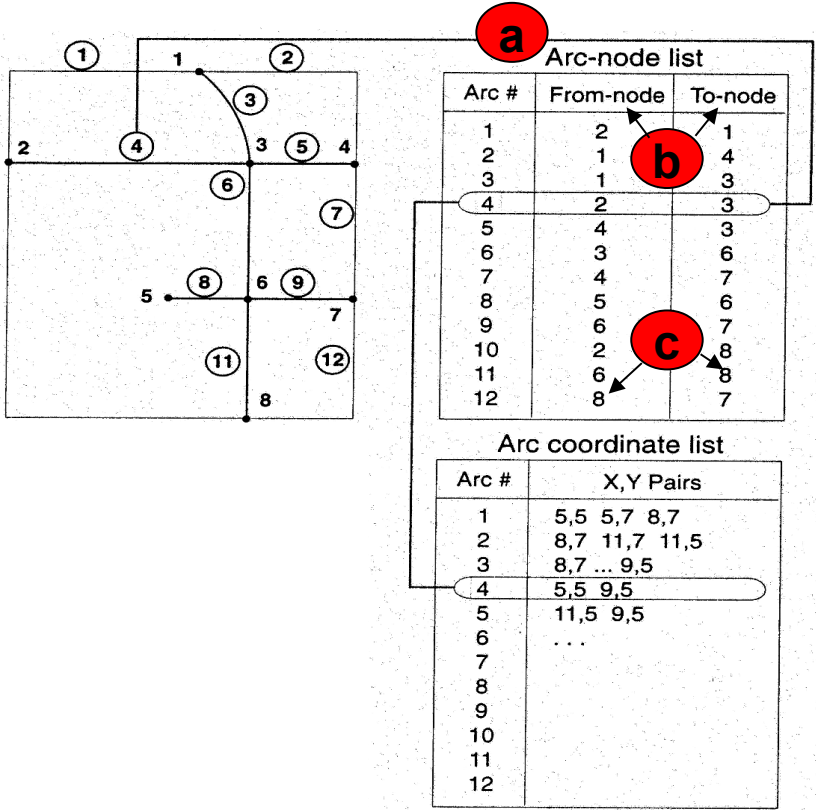 a
1 1 2
3
2 4 3 5 4
6
7
8 6 9
5
7
11 12
8
Arc-node list
Arc # From-node To-node
1 2 1
2 1 4
3 1 3
4 2 3
5 4 3
6 3 6
7 4 7
8 5 6
9 6 7
10 2 8
11 6 8
12 8 7
b
c
Arc coordinate list
Arc # X,Y Pairs
1 5,5 5,7 8,7
2 8,7 11,7 11,5
3 8,7 ... 9,5
4 5,5 9,5
5 11,5 9,5
6 . . .
7
8
9
10
11
12